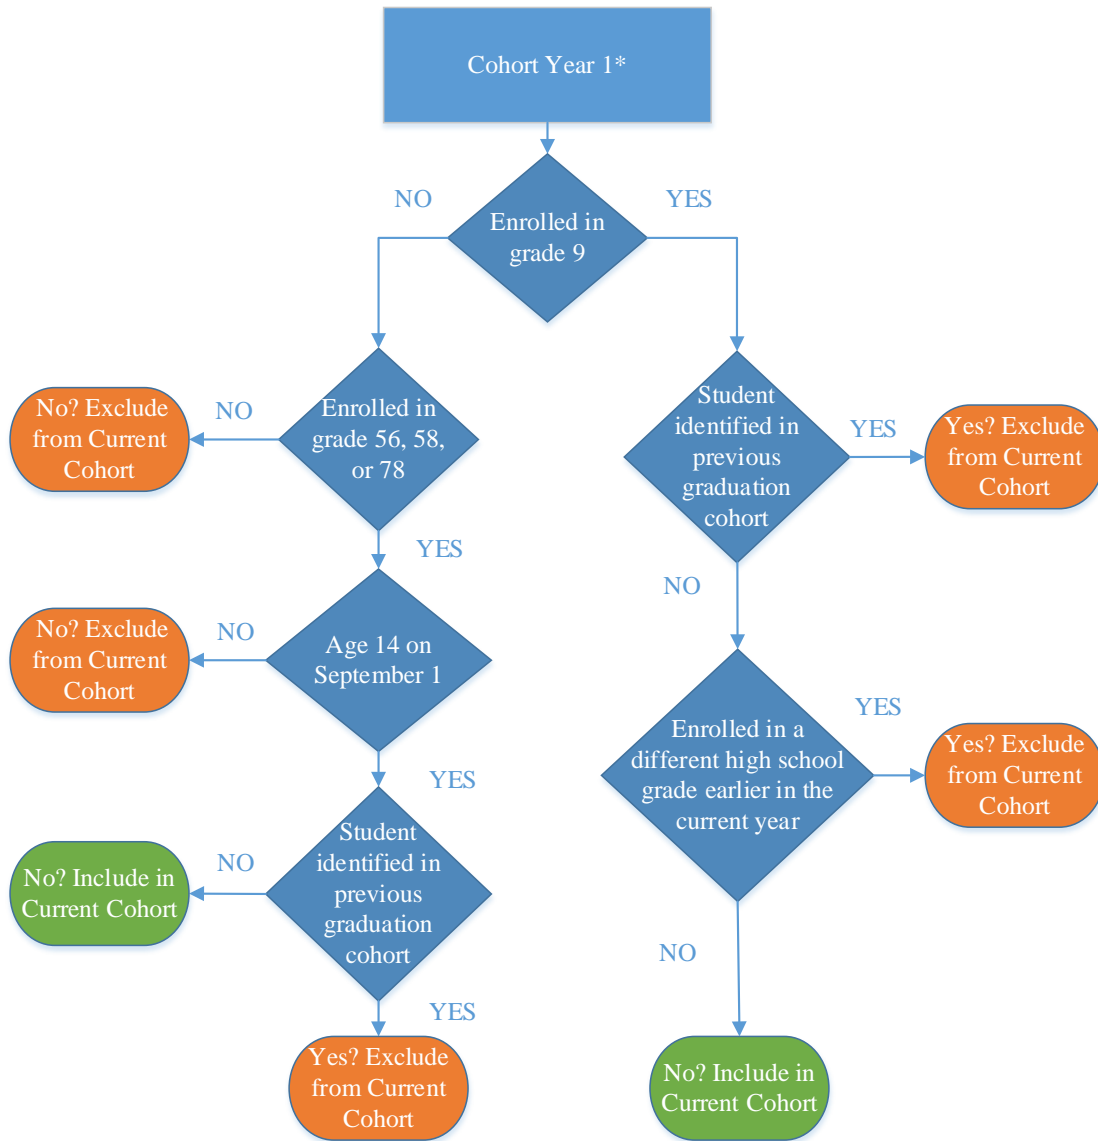 Cohort Year 1*
NO
YES
Enrolled in
grade 9
No? Exclude
from Current
Cohort
NO
Enrolled in
grade 56, 58,
or 78
Student
identified in
previous
graduation
cohort
YES
Yes? Exclude
from Current
Cohort
YES
NO
No? Exclude
from Current
Cohort
NO
Age 14 on
September 1
YES
Enrolled in a
different high school
grade earlier in the
current year
YES
Yes? Exclude
from Current
Cohort
No? Include in
Current Cohort
NO
Student
identified in
previous
graduation
cohort
NO
YES
Yes? Exclude
from Current
Cohort
No? Include in
Current Cohort